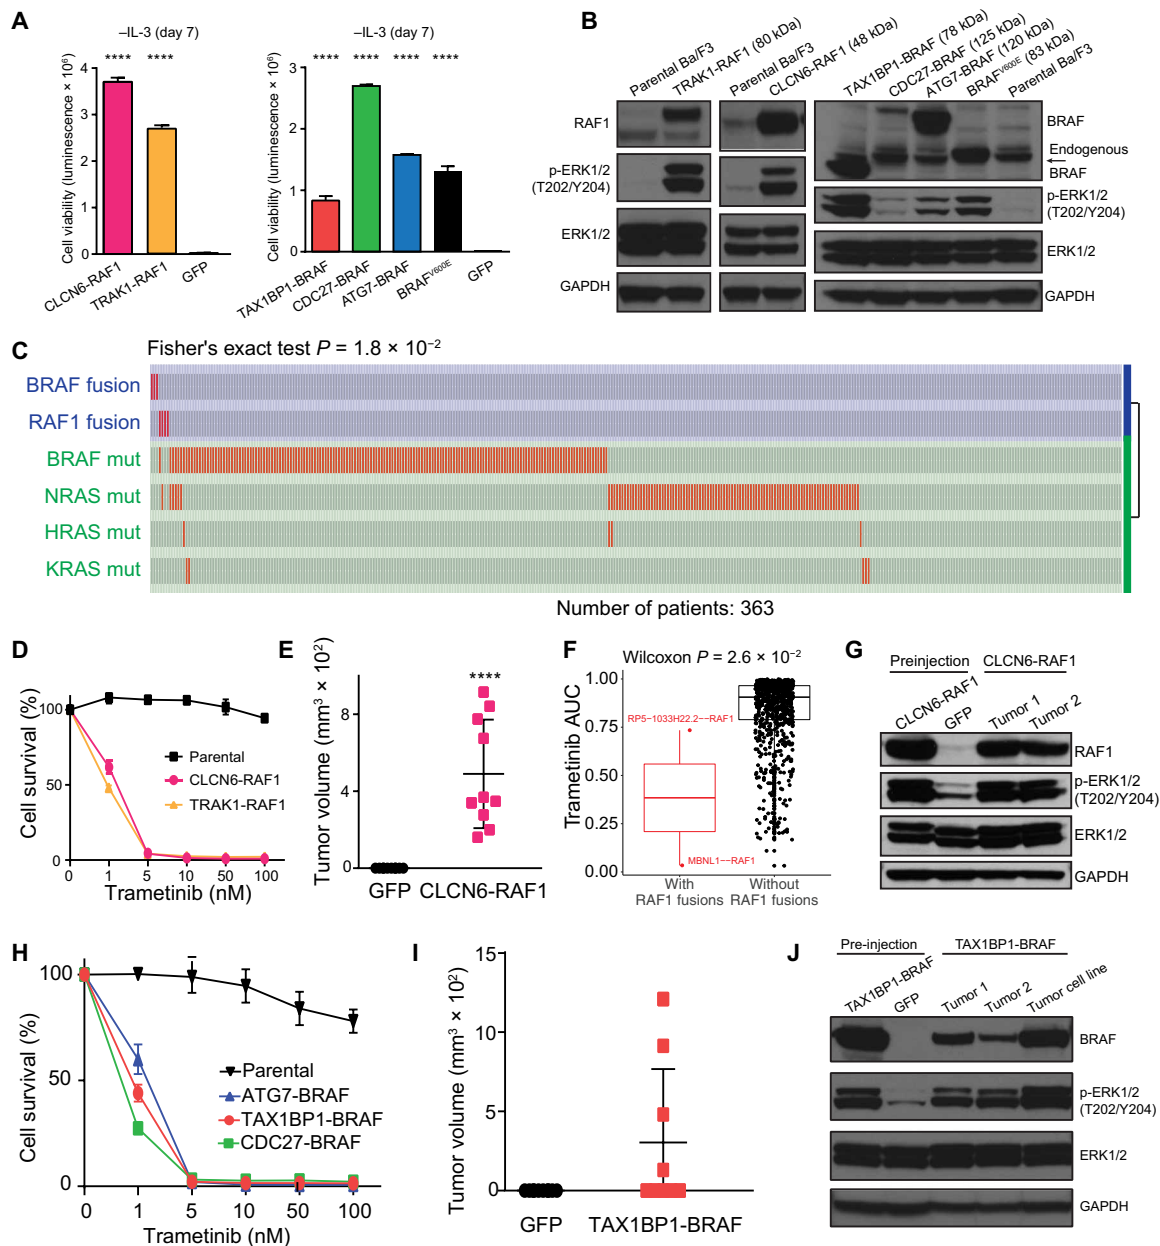 A
–IL-3 (day 7)
****
****
Cell viability (luminescence × 10⁶)
4
3
2
1
0
CLCN6-RAF1
TRAK1-RAF1
GFP
–IL-3 (day 7)
****
****
****
****
Cell viability (luminescence × 10⁶)
3
2
1
0
TAX1BP1-BRAF
CDC27-BRAF
ATG7-BRAF
BRAFV600E
GFP
B
Parental Ba/F3
TRAK1-RAF1 (80 kDa)
Parental Ba/F3
CLCN6-RAF1 (48 kDa)
TAX1BP1-BRAF (78 kDa)
CDC27-BRAF (125 kDa)
ATG7-BRAF (120 kDa)
BRAFV600E (83 kDa)
Parental Ba/F3
RAF1
p-ERK1/2
(T202/Y204)
ERK1/2
GAPDH
BRAF
Endogenous
BRAF
p-ERK1/2
(T202/Y204)
ERK1/2
GAPDH
C
Fisher's exact test P = 1.8 × 10⁻²
BRAF fusion
RAF1 fusion
BRAF mut
NRAS mut
HRAS mut
KRAS mut
Number of patients: 363
D
Cell survival (%)
100
50
0
Parental
CLCN6-RAF1
TRAK1-RAF1
0 1 5 10 50 100
Trametinib (nM)
E
Tumor volume (mm³ × 10²)
8
4
0
****
GFP CLCN6-RAF1
F
Wilcoxon P = 2.6 × 10⁻²
Trametinib AUC
1.00
0.75
0.50
0.25
0.00
RP5−1033H22.2−−RAF1
MBNL1−−RAF1
With
RAF1 fusions
Without
RAF1 fusions
G
Preinjection
CLCN6-RAF1
CLCN6-RAF1
GFP
Tumor 1
Tumor 2
RAF1
p-ERK1/2
(T202/Y204)
ERK1/2
GAPDH
H
Cell survival (%)
100
50
0
Parental
ATG7-BRAF
TAX1BP1-BRAF
CDC27-BRAF
0 1 5 10 50 100
Trametinib (nM)
I
Tumor volume (mm³ × 10²)
15
10
5
0
GFP TAX1BP1-BRAF
J
Pre-injection
TAX1BP1-BRAF
TAX1BP1-BRAF
GFP
Tumor 1
Tumor 2
Tumor cell line
BRAF
p-ERK1/2
(T202/Y204)
ERK1/2
GAPDH